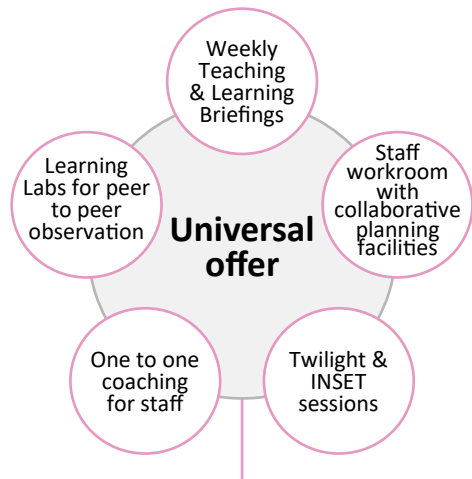 Weekly
Teaching
& Learning
Briefings
Learning
Labs for peer
to peer
observation
Staff
workroom
with
collaborative
planning
facilities
Universal
offer
One to one
coaching
for staff
Twilight &
INSET
sessions